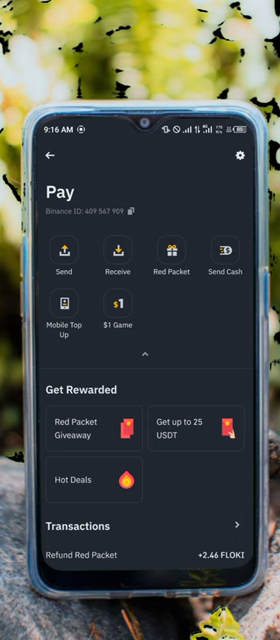 9:16 AM
Pay
Binance ID: 409 567 909
Send
Receive
Red Packet
Send Cash
Mobile Top
Up
$1
$1 Game
Get Rewarded
Red Packet
Giveaway
Get up to 25
USDT
Hot Deals
Transactions
Refund Red Packet
+2.46 FLOKI